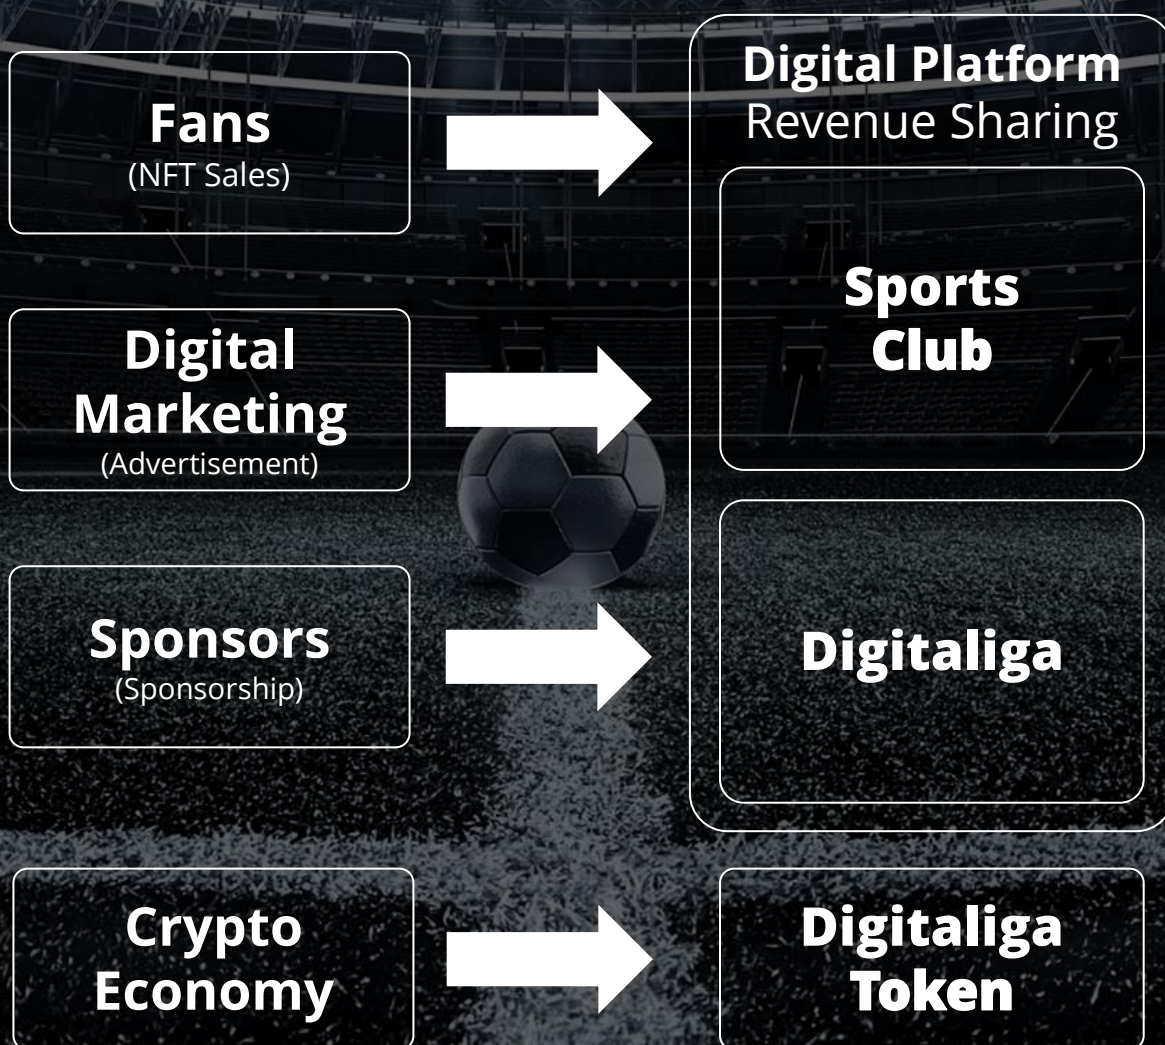 Fans
(NFT Sales)
Digital
Marketing
(Advertisement)
Sponsors
(Sponsorship)
Crypto
Economy
Digital Platform
Revenue Sharing
Sports
Club
Digitaliga
Digitaliga
Token